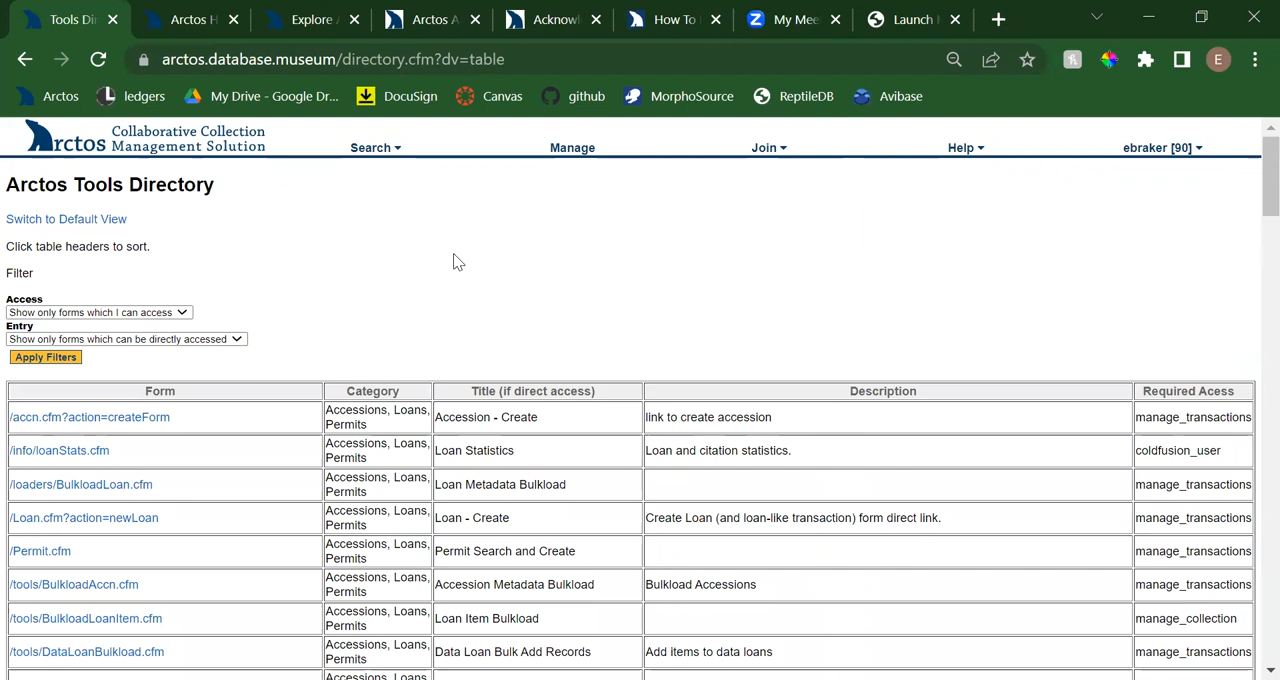 Tools Di
Arctos H
Explore
Arctos A
Acknowl
How To
My Mee
Launch
arctos.database.museum/directory.cfm?dv=table
E
Arctos
ledgers
My Drive - Google Dr...
DocuSign
Canvas
github
MorphoSource
ReptileDB
Avibase
Arctos Collaborative Collection
Management Solution
Search
Manage
Join
Help
ebraker [90]
Arctos Tools Directory
Switch to Default View
Click table headers to sort.
Filter
Access
Show only forms which I can access
Entry
Show only forms which can be directly accessed
Apply Filters
Form Category Title (if direct access) Description Required Acess
/accn.cfm?action=createForm Accessions, Loans, Permits Accession - Create link to create accession manage_transactions
/info/loanStats.cfm Accessions, Loans, Permits Loan Statistics Loan and citation statistics. coldfusion_user
/loaders/BulkloadLoan.cfm Accessions, Loans, Permits Loan Metadata Bulkload manage_transactions
/Loan.cfm?action=newLoan Accessions, Loans, Permits Loan - Create Create Loan (and loan-like transaction) form direct link. manage_transactions
/Permit.cfm Accessions, Loans, Permits Permit Search and Create manage_transactions
/tools/BulkloadAccn.cfm Accessions, Loans, Permits Accession Metadata Bulkload Bulkload Accessions manage_transactions
/tools/BulkloadLoanItem.cfm Accessions, Loans, Permits Loan Item Bulkload manage_collection
/tools/DataLoanBulkload.cfm Accessions, Loans, Permits Data Loan Bulk Add Records Add items to data loans manage_transactions
Accessions, Loans,